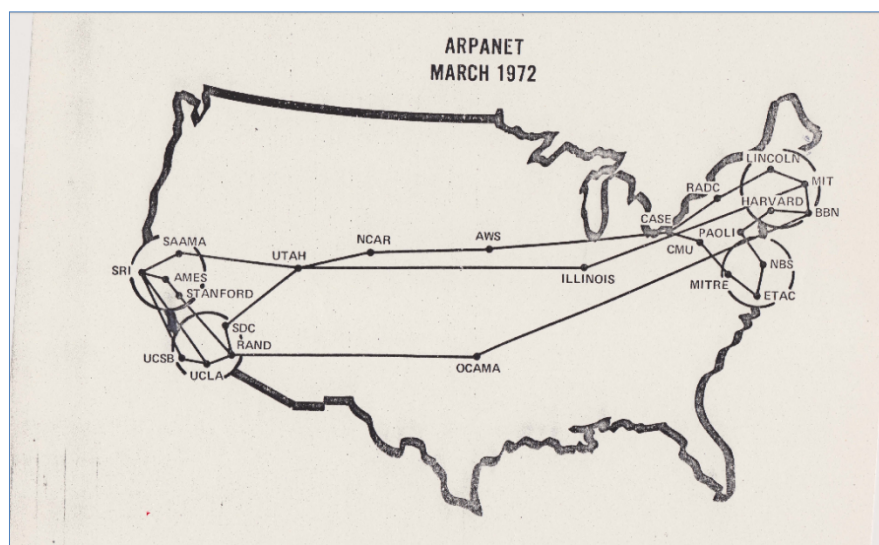 ARPANET
MARCH 1972
LINCOLN
RADC
MIT
HARVARD
BBN
CASE
PAOLI
CMU
NBS
MITRE
ETAC
SAAMA
NCAR
AWS
UTAH
SRI
AMES
STANFORD
ILLINOIS
SDC
RAND
UCSB
UCLA
OCAMA